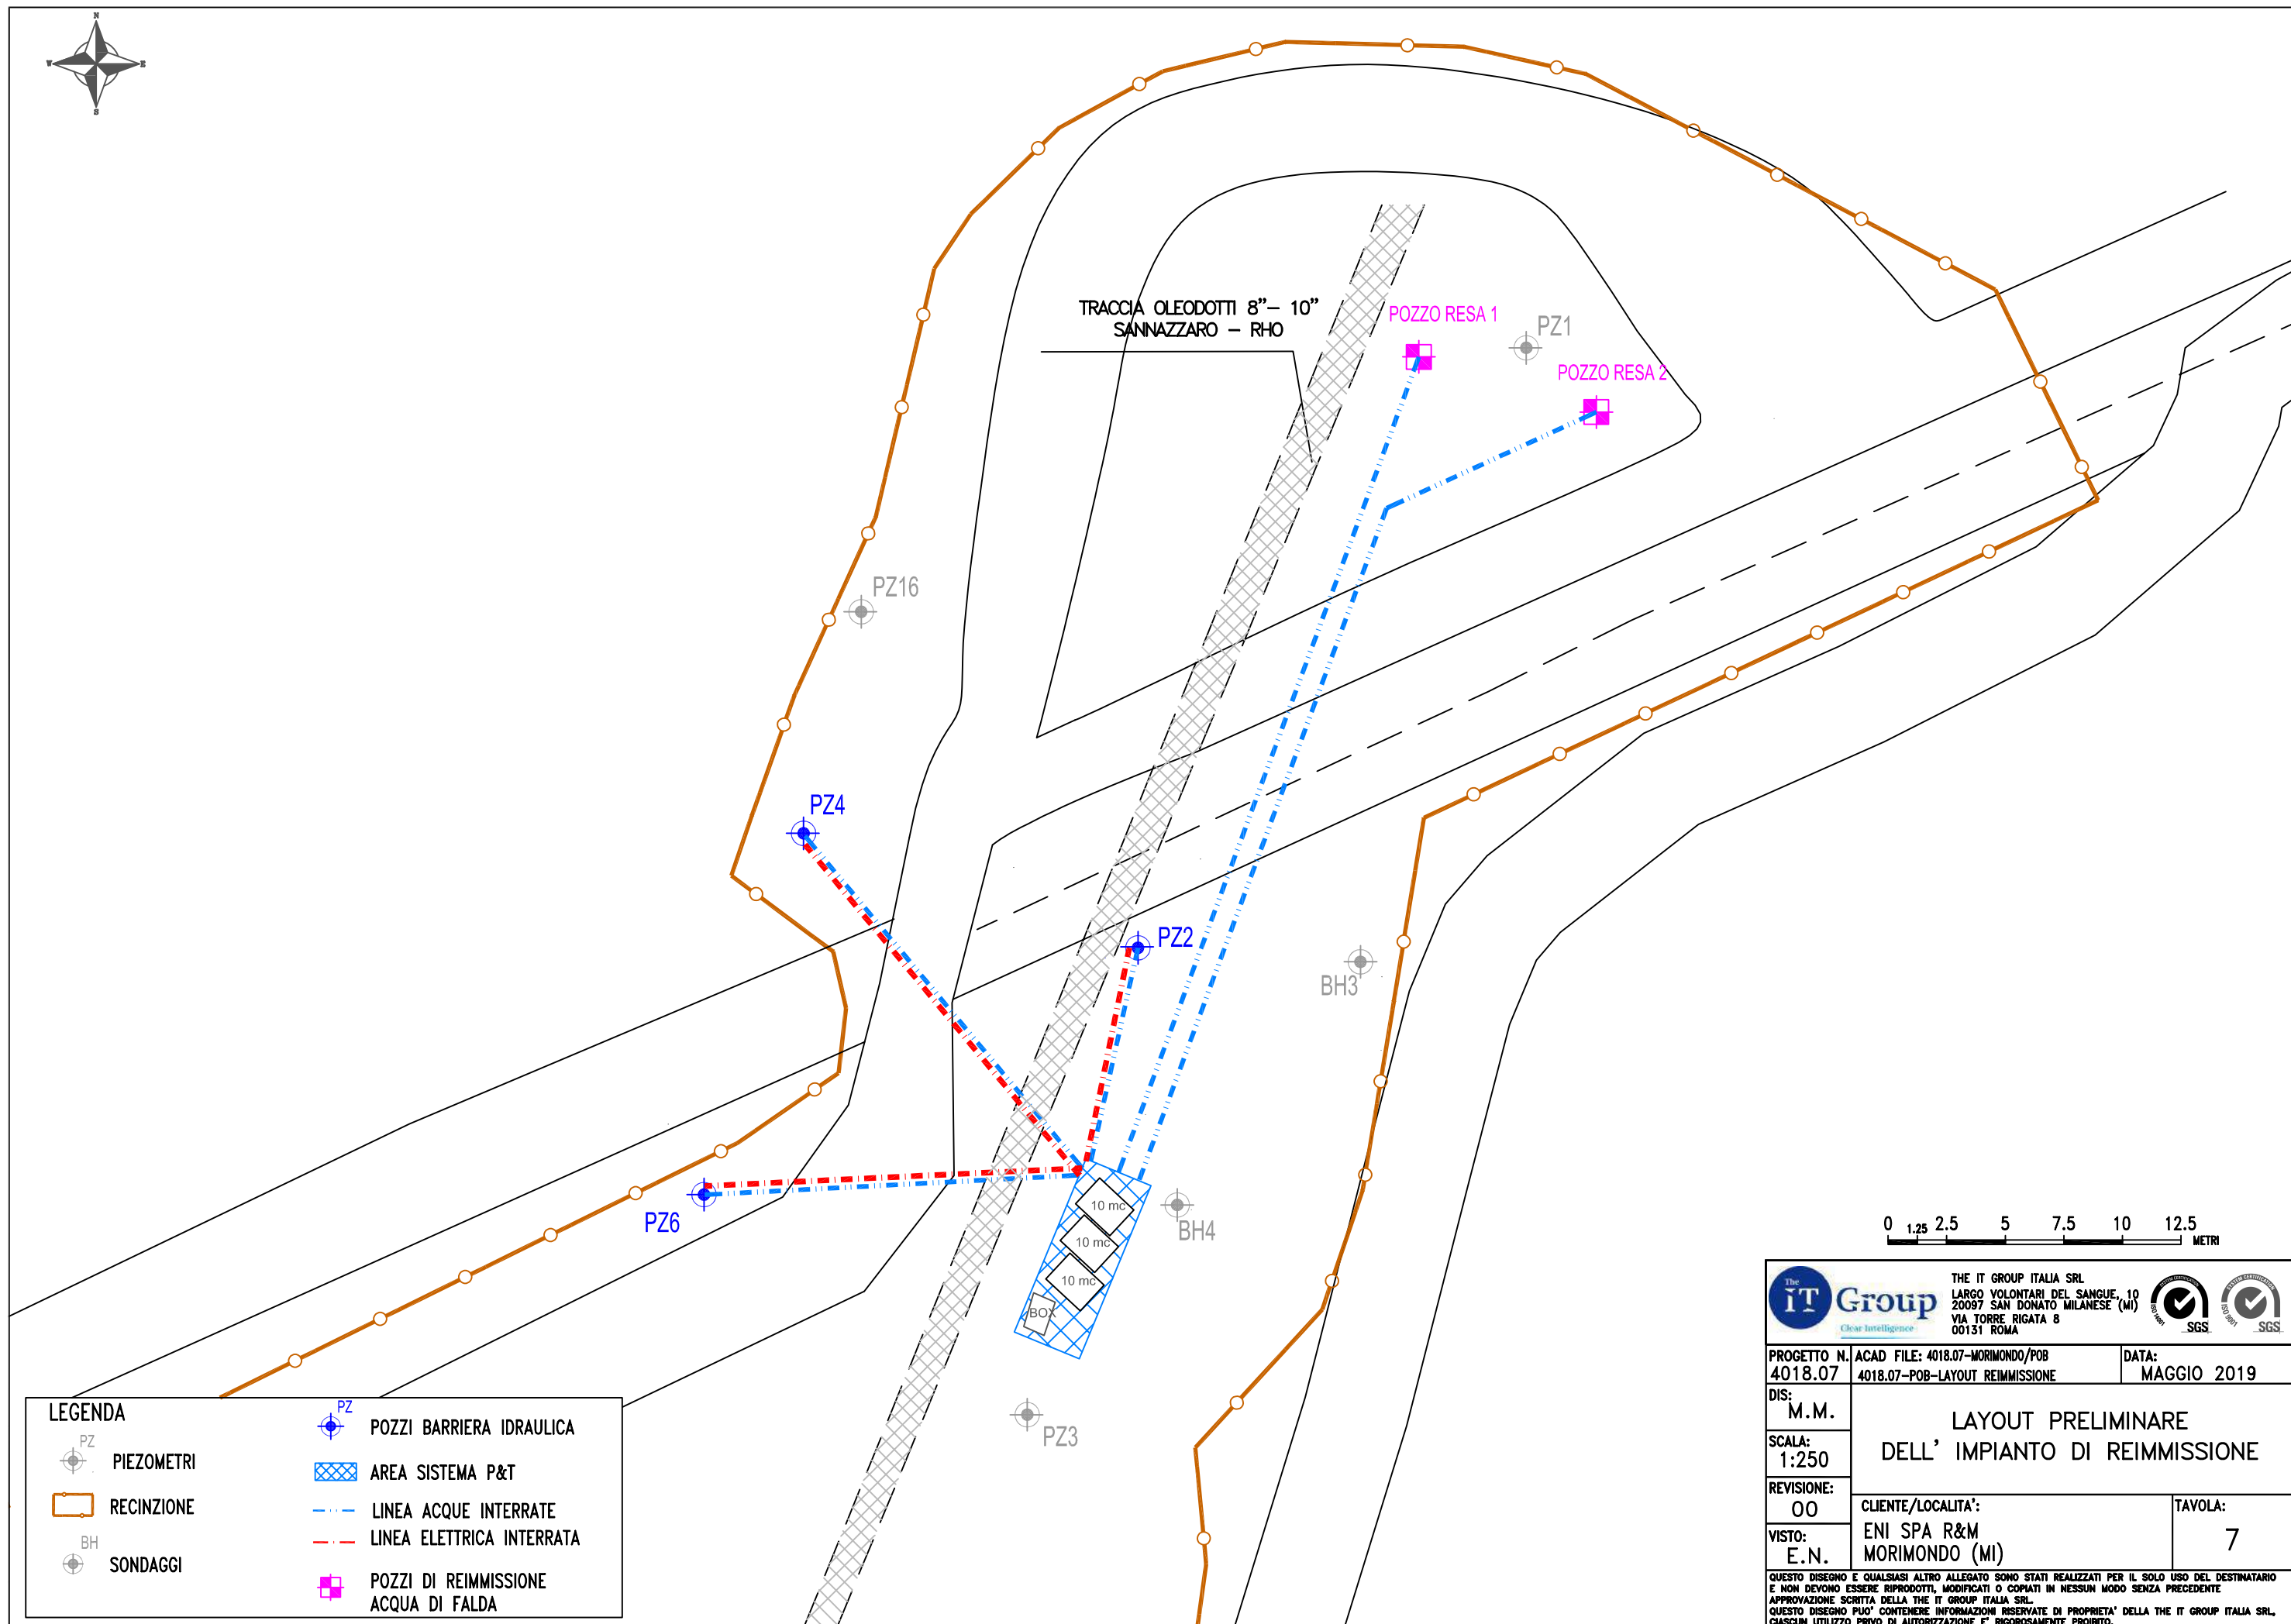 N
W
E
S
TRACCIA OLEODOTTI 8"- 10"
SANNAZZARO - RHO
POZZO RESA 1
PZ1
POZZO RESA 2
PZ16
PZ4
PZ2
BH3
PZ6
10 mc
10 mc
10 mc
BOX
BH4
PZ3
0 1.25 2.5 5 7.5 10 12.5
METRI
LEGENDA
PZ
PIEZOMETRI
RECINZIONE
BH
SONDAGGI
PZ
POZZI BARRIERA IDRAULICA
AREA SISTEMA P&T
LINEA ACQUE INTERRATE
LINEA ELETTRICA INTERRATA
POZZI DI REIMMISSIONE
ACQUA DI FALDA
The
iT Group
Clear Intelligence
THE IT GROUP ITALIA SRL
LARGO VOLONTARI DEL SANGUE, 10
20097 SAN DONATO MILANESE (MI)
VIA TORRE RIGATA 8
00131 ROMA
SGS
SGS
PROGETTO N.
4018.07
ACAD FILE: 4018.07-MORIMONDO/POB
4018.07-POB-LAYOUT REIMMISSIONE
DATA:
MAGGIO 2019
DIS:
M.M.
SCALA:
1:250
REVISIONE:
00
VISTO:
E.N.
LAYOUT PRELIMINARE
DELL' IMPIANTO DI REIMMISSIONE
CLIENTE/LOCALITA':
ENI SPA R&M
MORIMONDO (MI)
TAVOLA:
7
QUESTO DISEGNO E QUALSIASI ALTRO ALLEGATO SONO STATI REALIZZATI PER IL SOLO USO DEL DESTINATARIO
E NON DEVONO ESSERE RIPRODOTTI, MODIFICATI O COPIATI IN NESSUN MODO SENZA PRECEDENTE
APPROVAZIONE SCRITTA DELLA THE IT GROUP ITALIA SRL.
QUESTO DISEGNO PUO' CONTENERE INFORMAZIONI RISERVATE DI PROPRIETA' DELLA THE IT GROUP ITALIA SRL,
CIASCUN UTILIZZO PRIVO DI AUTORIZZAZIONE E' RIGOROSAMENTE PROIBITO.